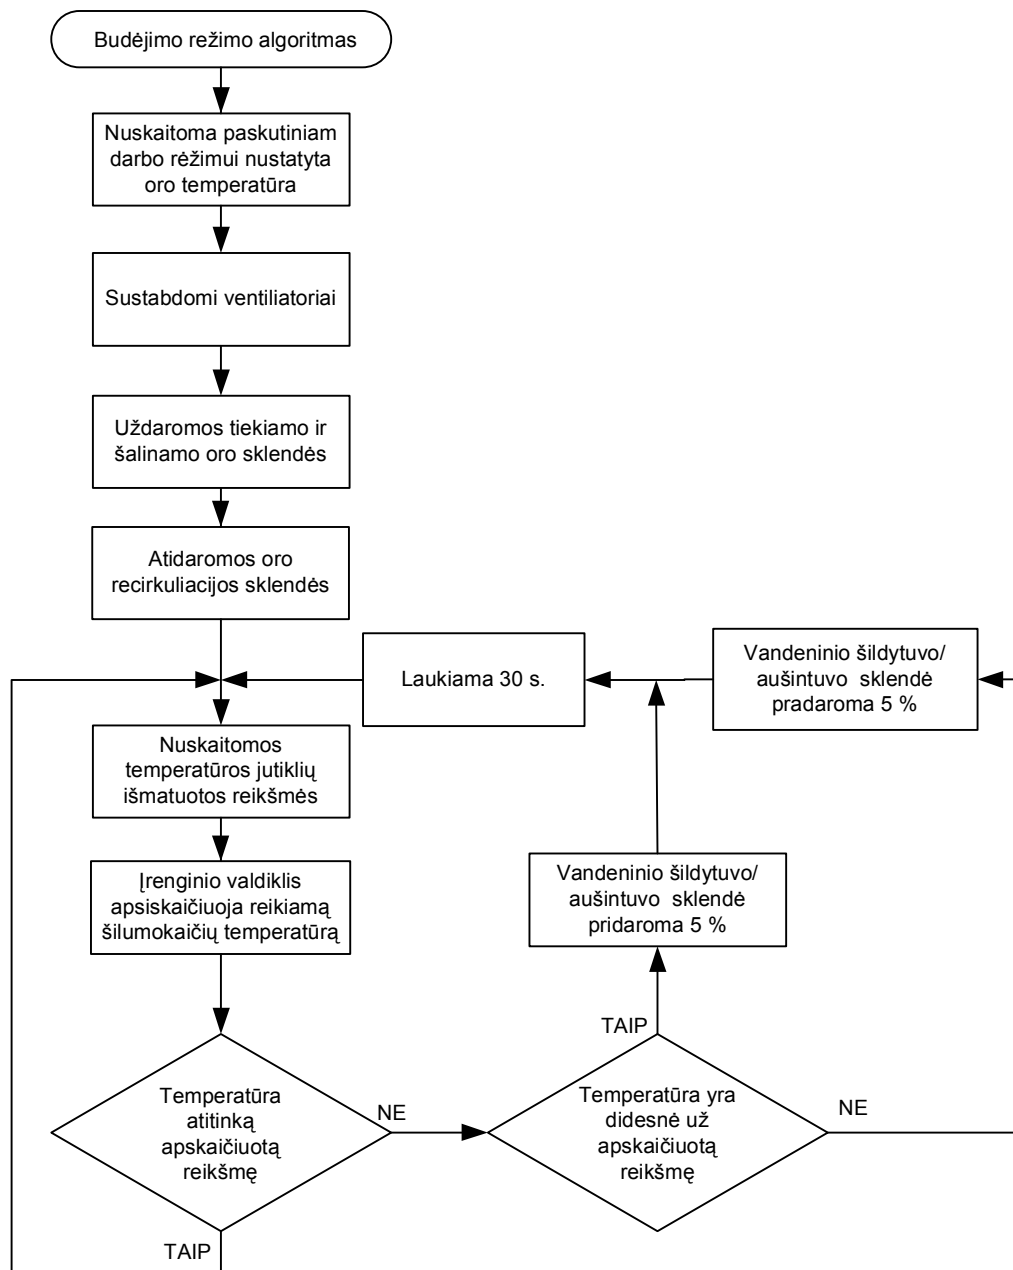 Budėjimo režimo algoritmas
Nuskaitoma paskutiniam
darbo rėžimui nustatyta
oro temperatūra
Sustabdomi ventiliatoriai
Uždaromos tiekiamo ir
šalinamo oro sklendės
Atidaromos oro
recirkuliacijos sklendės
Laukiama 30 s.
Vandeninio šildytuvo/
aušintuvo sklendė
pradaroma 5 %
Nuskaitomos
temperatūros jutiklių
išmatuotos reikšmės
Įrenginio valdiklis
apsiskaičiuoja reikiamą
šilumokaičių temperatūrą
Vandeninio šildytuvo/
aušintuvo sklendė
pridaroma 5 %
TAIP
Temperatūra
atitinką
apskaičiuotą
reikšmę
NE
Temperatūra yra
didesnė už
apskaičiuotą
reikšmę
NE
TAIP